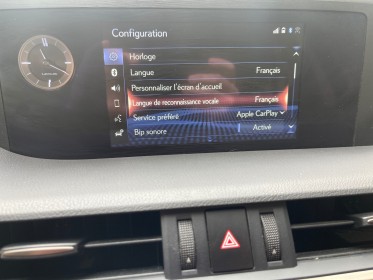 Configuration
Horloge
Langue Français
Personnaliser l'écran d'accueil
Langue de reconnaissance vocale Français
Service préféré Apple CarPlay
Bip sonore Activé